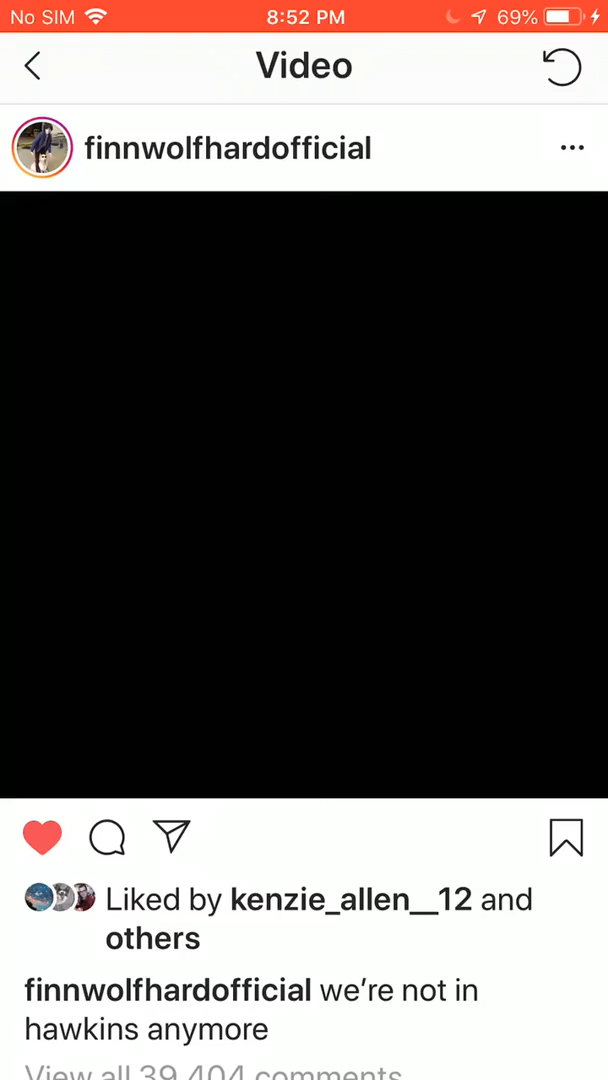 No SIM 8:52 PM 69%
Video
finnwolfhardofficial
Liked by kenzie_allen__12 and
others
finnwolfhardofficial we’re not in
hawkins anymore
View all 39,404 comments